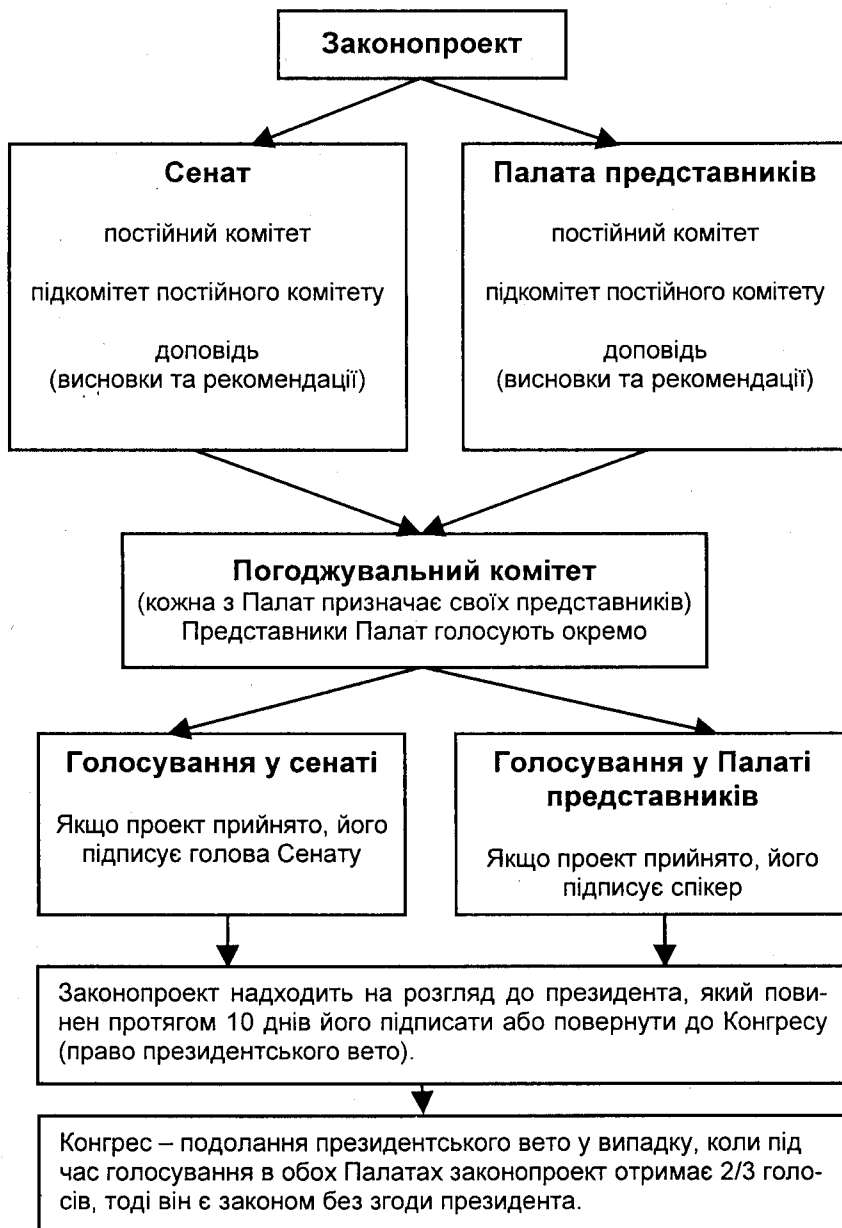 Законопроект
Сенат
постійний комітет
підкомітет постійного комітету
доповідь
(висновки та рекомендації)
Палата представників
постійний комітет
підкомітет постійного комітету
доповідь
(висновки та рекомендації)
Погоджувальний комітет
(кожна з Палат призначає своїх представників)
Представники Палат голосують окремо
Голосування у сенаті
Якщо проект прийнято, його
підписує голова Сенату
Голосування у Палаті
представників
Якщо проект прийнято, його
підписує спікер
Законопроект надходить на розгляд до президента, який пови-
нен протягом 10 днів його підписати або повернути до Конгресу
(право президентського вето).
Конгрес – подолання президентського вето у випадку, коли під
час голосування в обох Палатах законопроект отримає 2/3 голо-
сів, тоді він є законом без згоди президента.